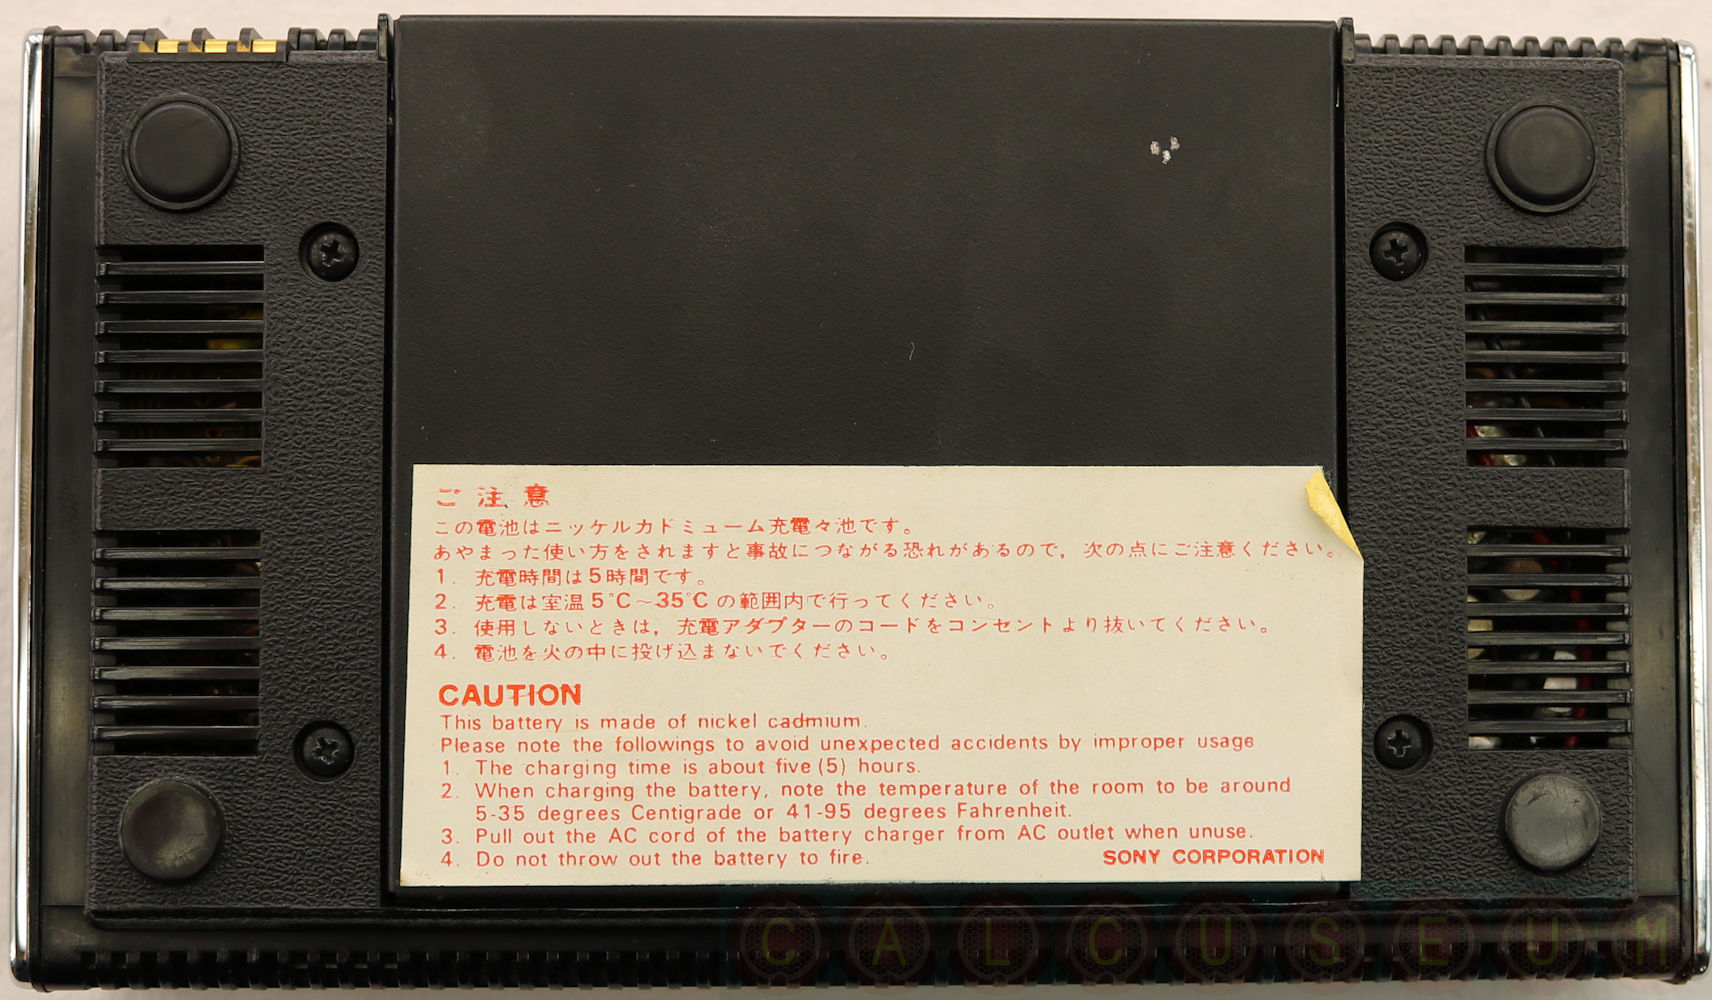 ご注意
この電池はニッケルカドミューム充電々池です。
あやまった使い方をされますと事故につながる恐れがあるので，次の点にご注意ください。
1. 充電時間は5時間です。
2. 充電は室温5°C～35°Cの範囲内で行ってください。
3. 使用しないときは，充電アダプターのコードをコンセントより抜いてください。
4. 電池を火の中に投げ込まないでください。
CAUTION
This battery is made of nickel cadmium.
Please note the followings to avoid unexpected accidents by improper usage.
1. The charging time is about five (5) hours.
2. When charging the battery, note the temperature of the room to be around
5-35 degrees Centigrade or 41-95 degrees Fahrenheit.
3. Pull out the AC cord of the battery charger from AC outlet when unuse.
4. Do not throw out the battery to fire.
SONY CORPORATION
CALCUSEUM